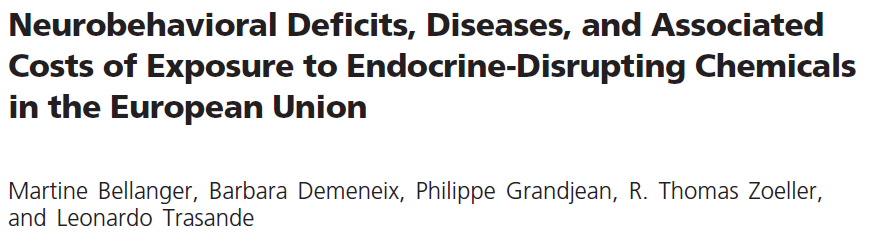 Neurobehavioral Deficits, Diseases, and Associated
Costs of Exposure to Endocrine-Disrupting Chemicals
in the European Union
Martine Bellanger, Barbara Demeneix, Philippe Grandjean, R. Thomas Zoeller,
and Leonardo Trasande